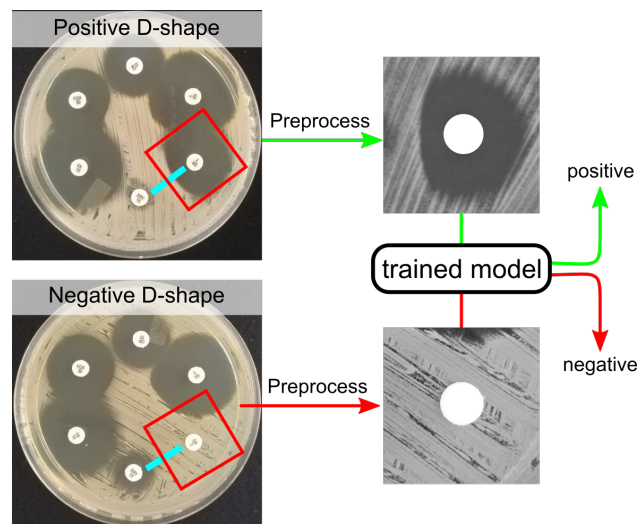 Positive D-shape
Preprocess
positive
trained model
Negative D-shape
Preprocess
negative